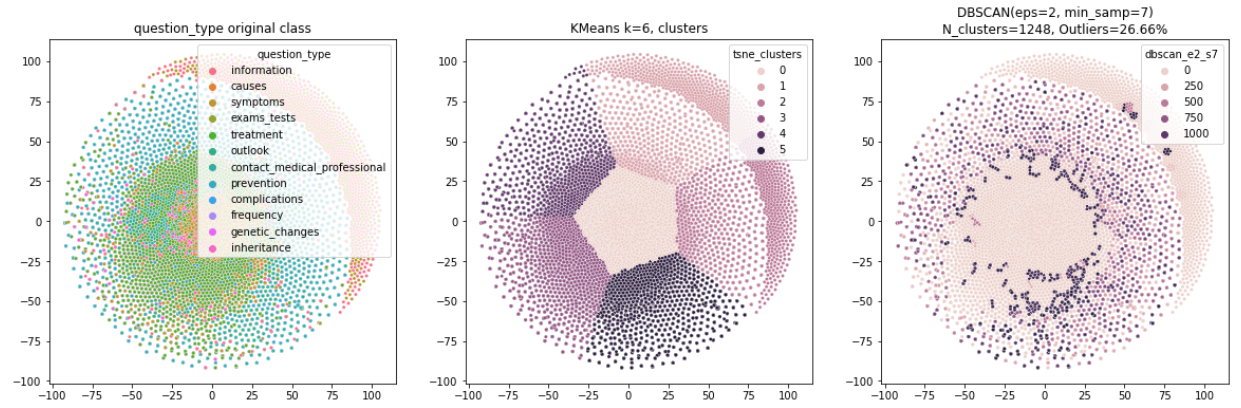 question_type original class
question_type
information
causes
symptoms
exams_tests
treatment
outlook
contact_medical_professional
prevention
complications
frequency
genetic_changes
inheritance
100
75
50
25
0
−25
−50
−75
−100
−100 −75 −50 −25 0 25 50 75 100
KMeans k=6, clusters
tsne_clusters
0
1
2
3
4
5
100
75
50
25
0
−25
−50
−75
−100
−100 −75 −50 −25 0 25 50 75 100
DBSCAN(eps=2, min_samp=7)
N_clusters=1248, Outliers=26.66%
dbscan_e2_s7
0
250
500
750
1000
100
75
50
25
0
−25
−50
−75
−100
−100 −75 −50 −25 0 25 50 75 100